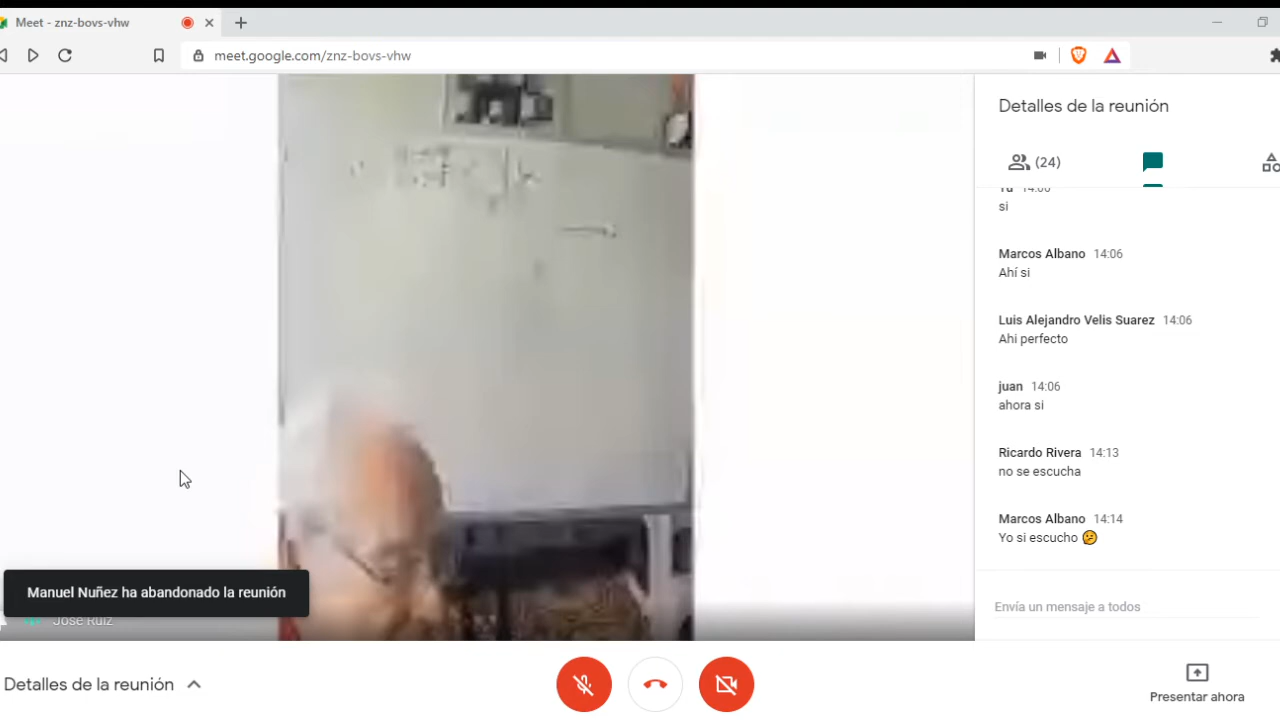 Meet - znz-bovs-vhw
meet.google.com/znz-bovs-vhw
Detalles de la reunión
(24)
14:06
si
Marcos Albano 14:06
Ahí si
Luis Alejandro Velis Suarez 14:06
Ahi perfecto
juan 14:06
ahora si
Ricardo Rivera 14:13
no se escucha
Marcos Albano 14:14
Yo si escucho 🤔
Manuel Nuñez ha abandonado la reunión
Jose Ruiz
Envía un mensaje a todos
Detalles de la reunión
Presentar ahora